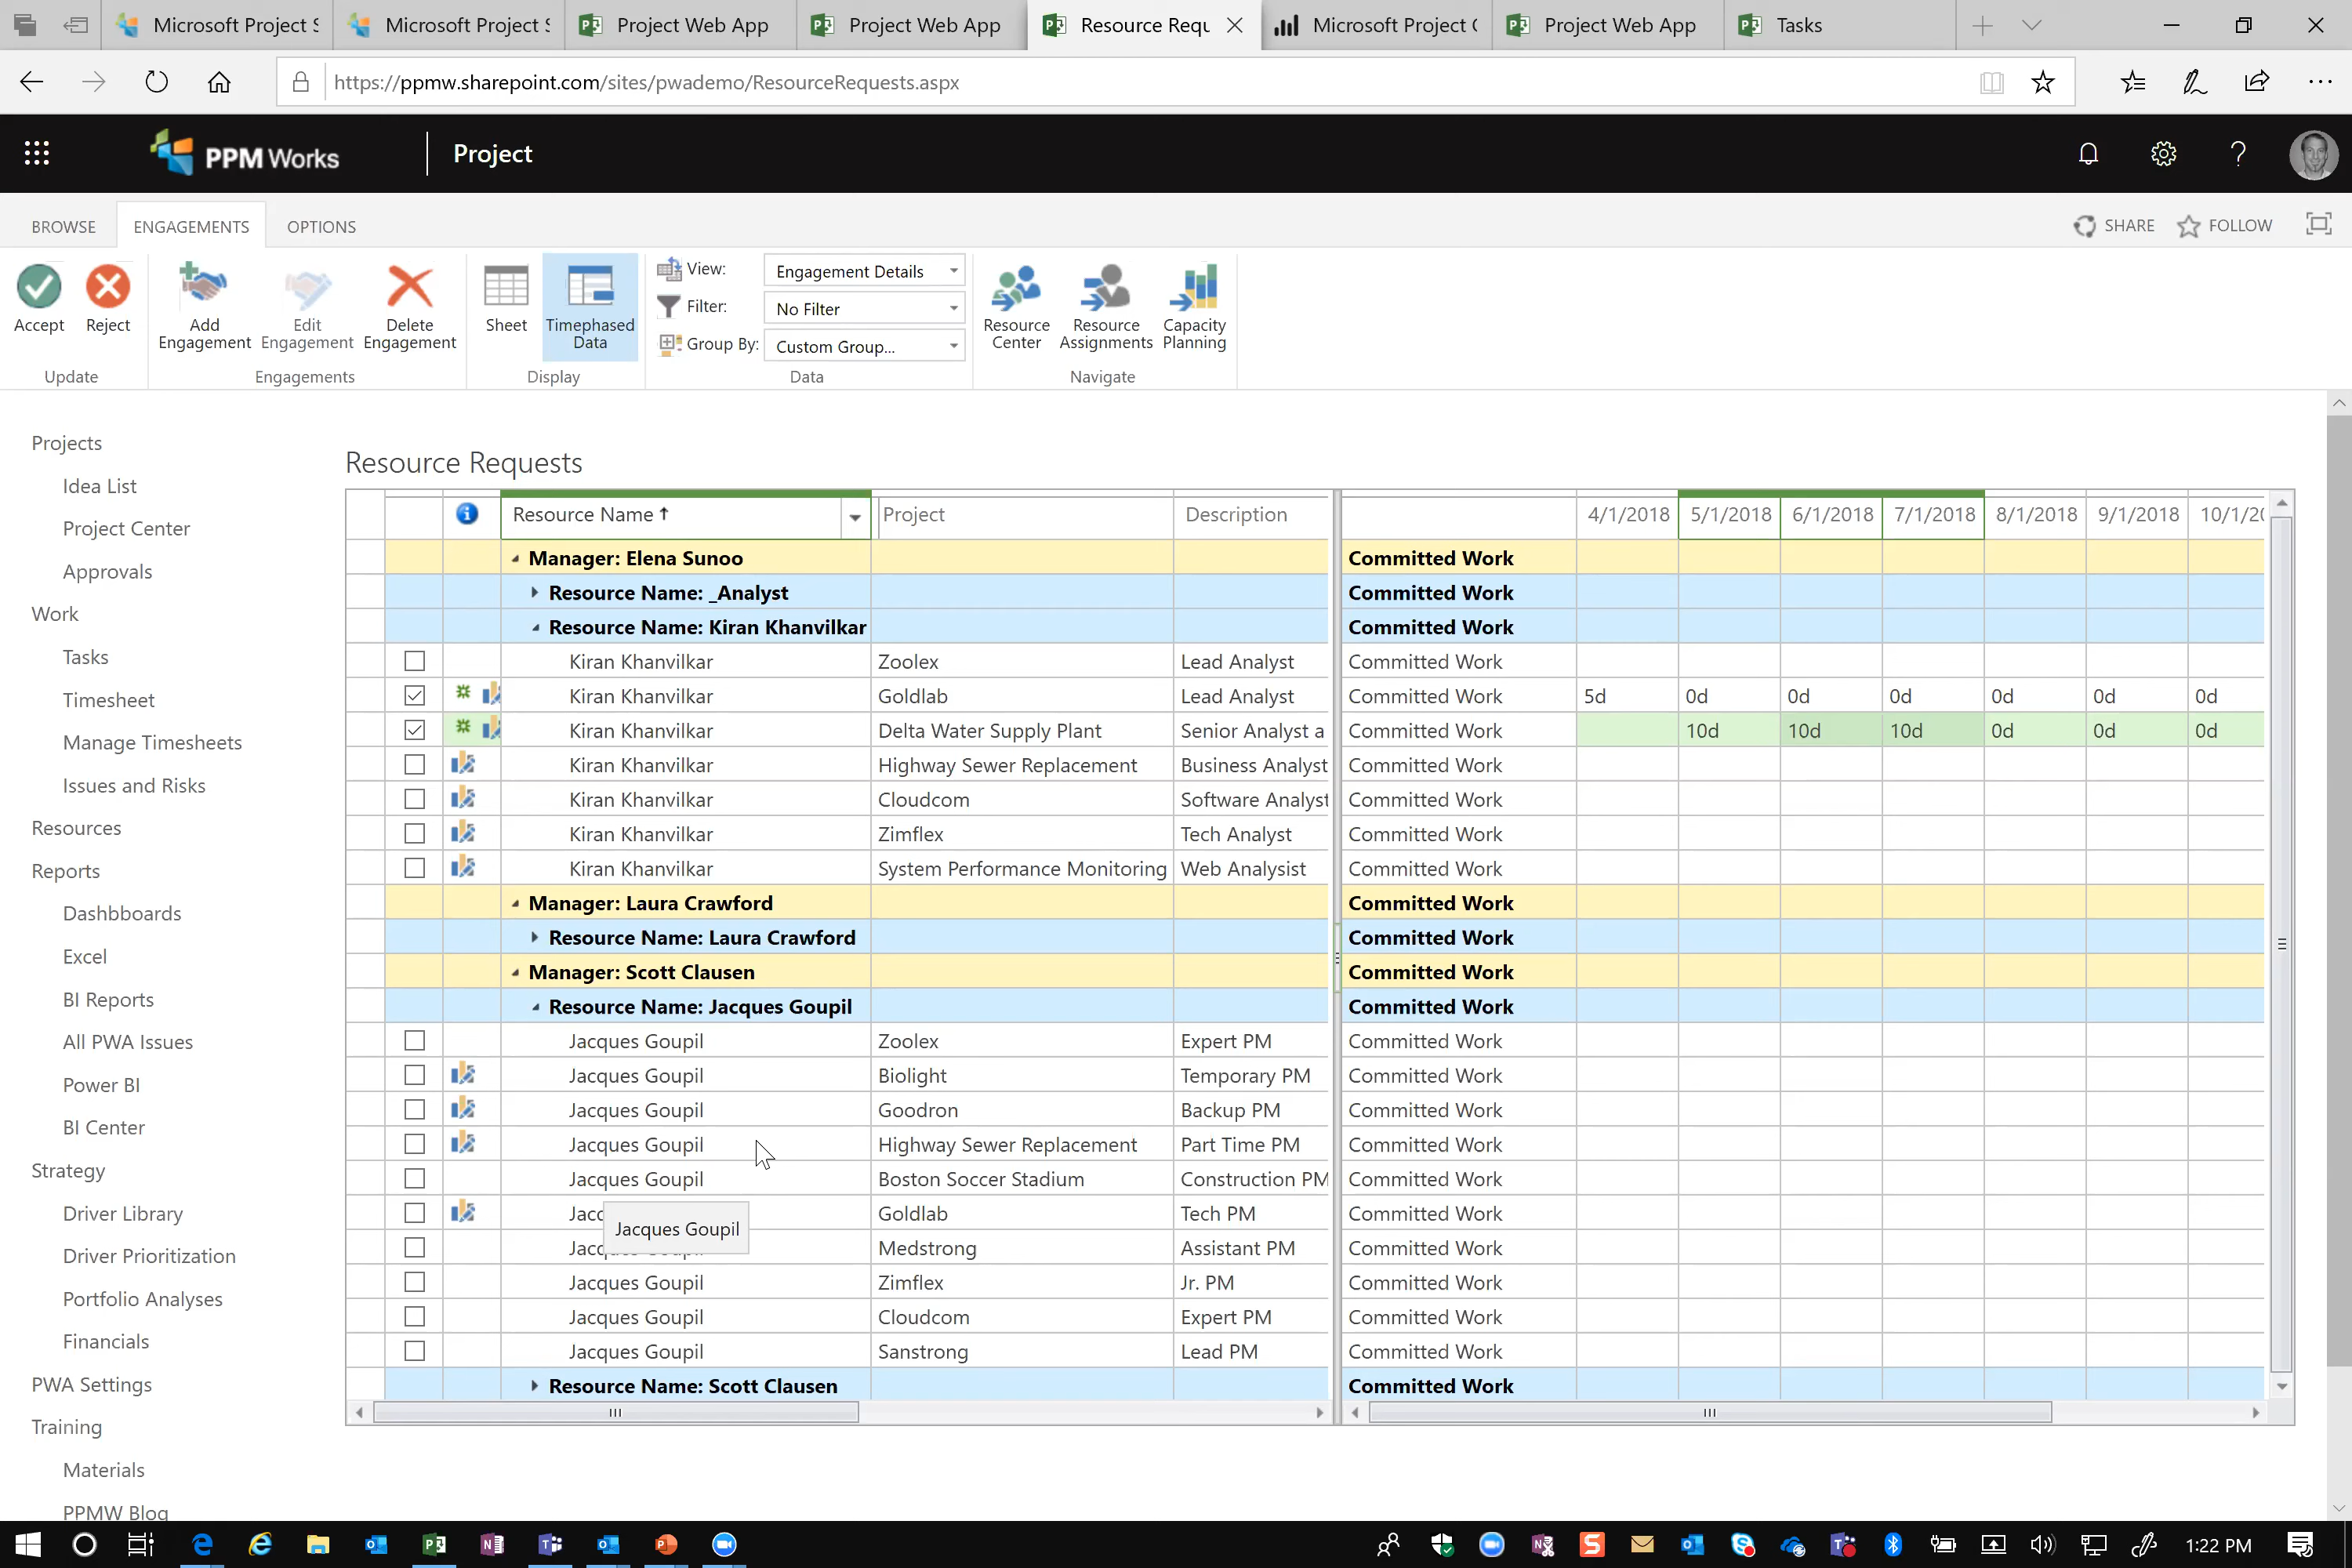 Microsoft Project S
Microsoft Project S
Project Web App
Project Web App
Resource Requ
Microsoft Project
Project Web App
Tasks
https://ppmw.sharepoint.com/sites/pwademo/ResourceRequests.aspx
PPM Works
Project
BROWSE ENGAGEMENTS OPTIONS SHARE FOLLOW
Accept
Reject
Update
Add Engagement
Edit Engagement
Delete Engagement
Engagements
Sheet
Timephased Data
Display
View: Engagement Details
Filter: No Filter
Group By: Custom Group...
Data
Resource Center
Resource Assignments
Capacity Planning
Navigate
Projects
Idea List
Project Center
Approvals
Work
Tasks
Timesheet
Manage Timesheets
Issues and Risks
Resources
Reports
Dashbboards
Excel
BI Reports
All PWA Issues
Power BI
BI Center
Strategy
Driver Library
Driver Prioritization
Portfolio Analyses
Financials
PWA Settings
Training
Materials
PPMW Blog
Resource Requests
Resource Name Project Description 4/1/2018 5/1/2018 6/1/2018 7/1/2018 8/1/2018 9/1/2018 10/1/20
Manager: Elena Sunoo Committed Work
Resource Name: _Analyst Committed Work
Resource Name: Kiran Khanvilkar Committed Work
Kiran Khanvilkar Zoolex Lead Analyst Committed Work
Kiran Khanvilkar Goldlab Lead Analyst Committed Work 5d 0d 0d 0d 0d 0d 0d
Kiran Khanvilkar Delta Water Supply Plant Senior Analyst a Committed Work 10d 10d 10d 0d 0d 0d
Kiran Khanvilkar Highway Sewer Replacement Business Analyst Committed Work
Kiran Khanvilkar Cloudcom Software Analyst Committed Work
Kiran Khanvilkar Zimflex Tech Analyst Committed Work
Kiran Khanvilkar System Performance Monitoring Web Analysist Committed Work
Manager: Laura Crawford Committed Work
Resource Name: Laura Crawford Committed Work
Manager: Scott Clausen Committed Work
Resource Name: Jacques Goupil Committed Work
Jacques Goupil Zoolex Expert PM Committed Work
Jacques Goupil Biolight Temporary PM Committed Work
Jacques Goupil Goodron Backup PM Committed Work
Jacques Goupil Highway Sewer Replacement Part Time PM Committed Work
Jacques Goupil Boston Soccer Stadium Construction PM Committed Work
Jacques Goupil Goldlab Tech PM Committed Work
Medstrong Assistant PM Committed Work
Jacques Goupil Zimflex Jr. PM Committed Work
Jacques Goupil Cloudcom Expert PM Committed Work
Jacques Goupil Sanstrong Lead PM Committed Work
Resource Name: Scott Clausen Committed Work
1:22 PM